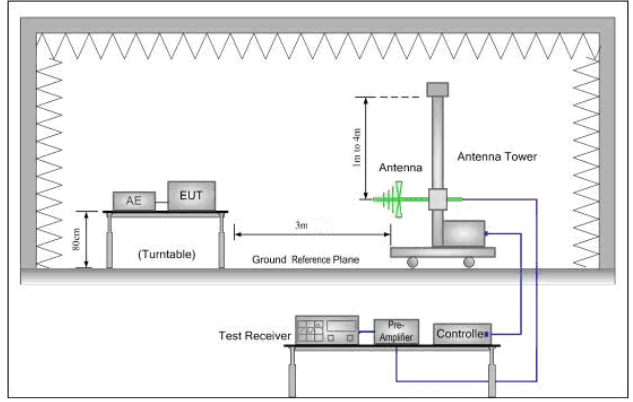 1m to 4m
Antenna
Antenna Tower
AE
EUT
80cm
(Turntable)
3m
Ground Reference Plane
Test Receiver
Pre-
Amplifier
Controller